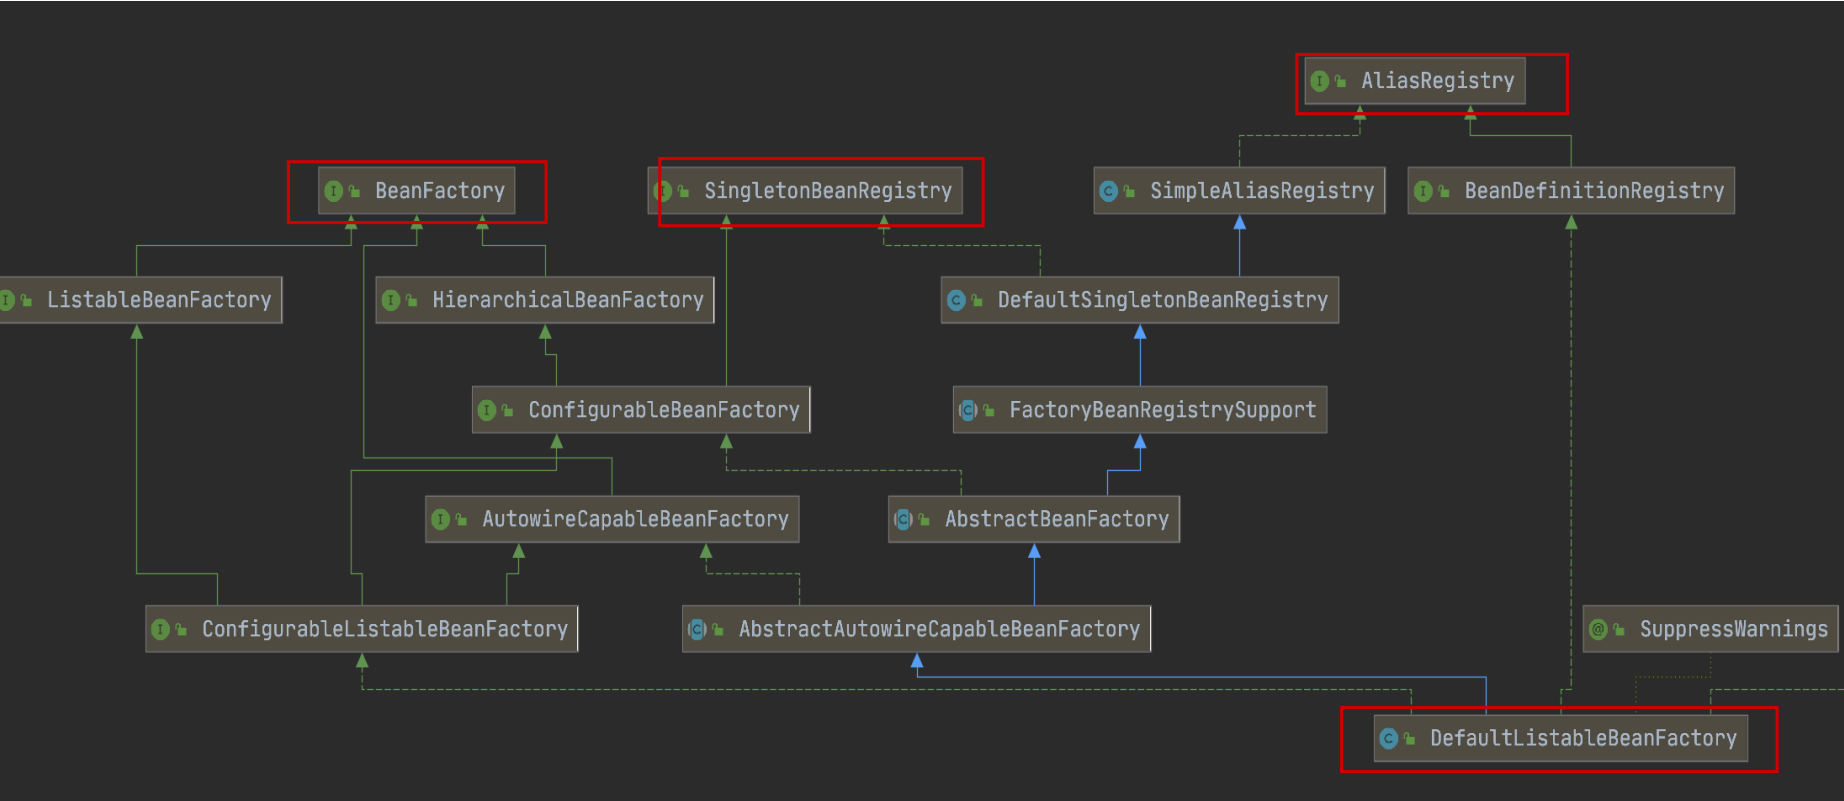 AliasRegistry
BeanFactory
SingletonBeanRegistry
SimpleAliasRegistry
BeanDefinitionRegistry
ListableBeanFactory
HierarchicalBeanFactory
DefaultSingletonBeanRegistry
ConfigurableBeanFactory
FactoryBeanRegistrySupport
AutowireCapableBeanFactory
AbstractBeanFactory
ConfigurableListableBeanFactory
AbstractAutowireCapableBeanFactory
SuppressWarnings
DefaultListableBeanFactory